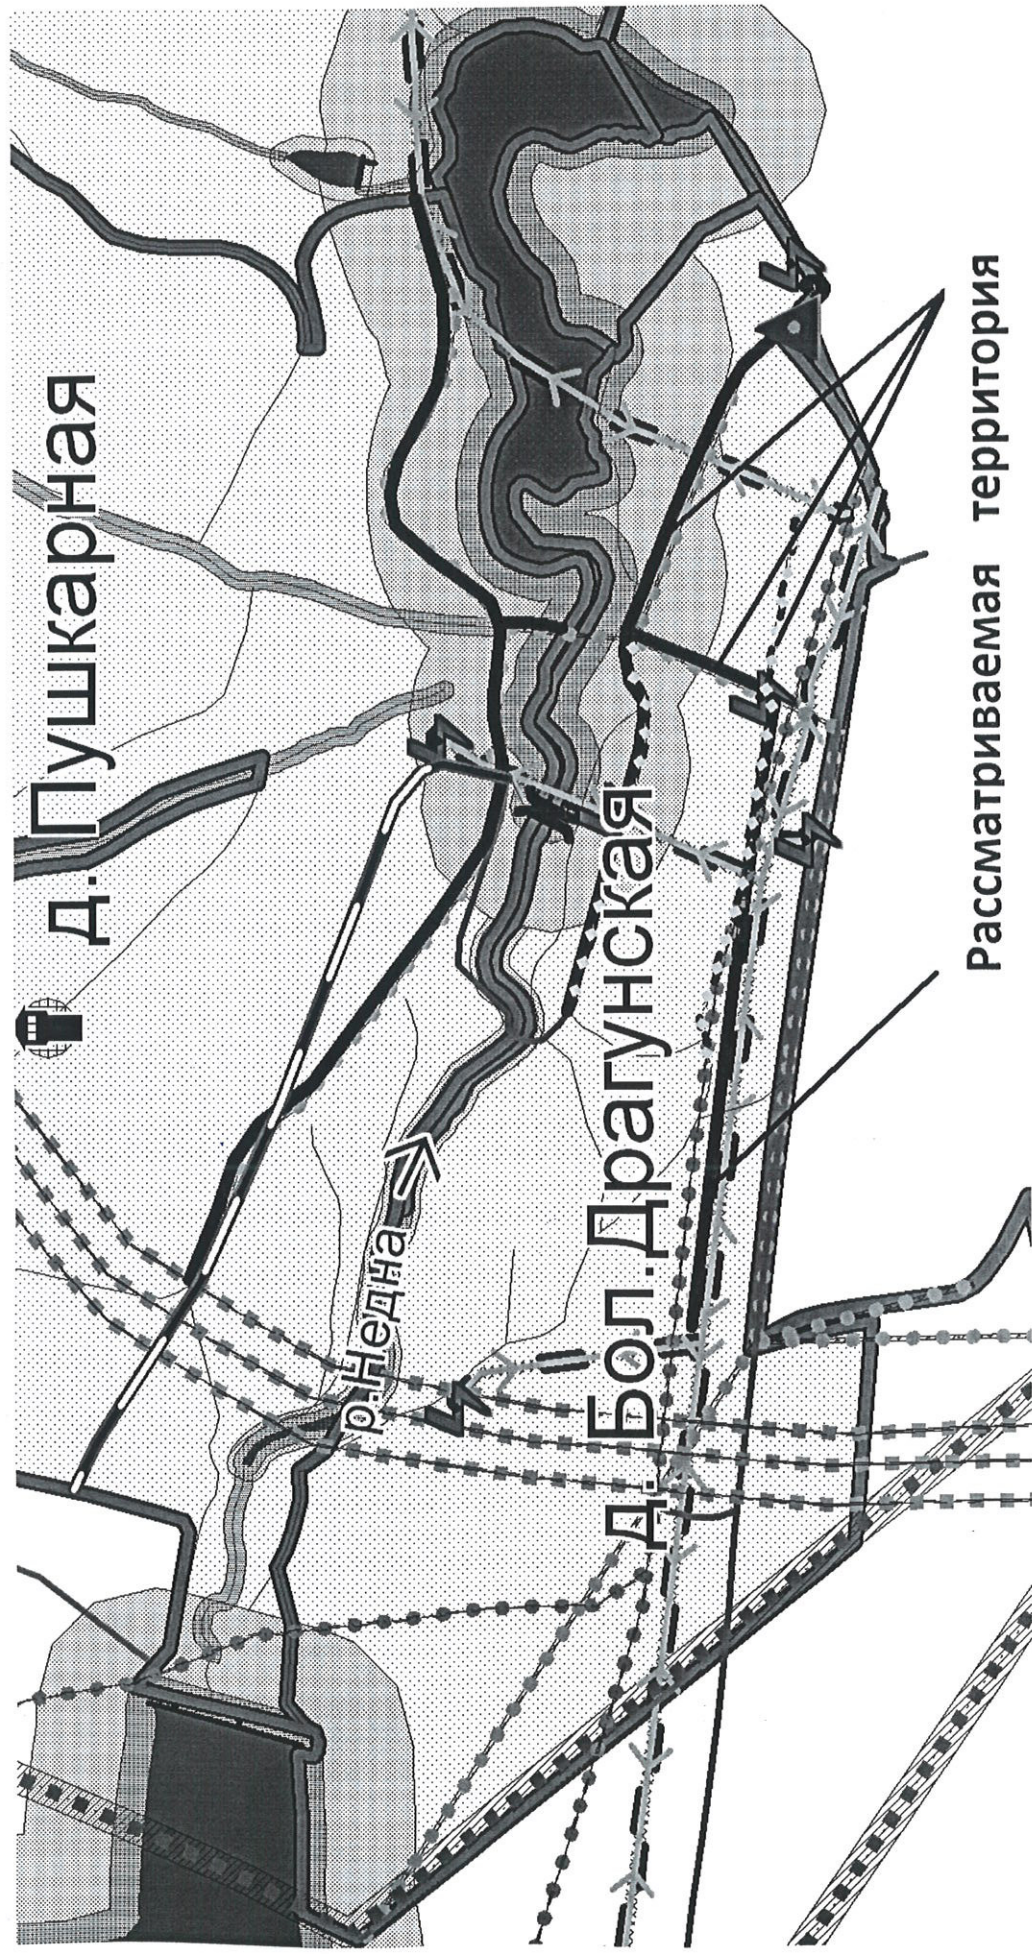 д.Пушкарная
р.Недна
д.Бол.Драгунская
Рассматриваемая территория